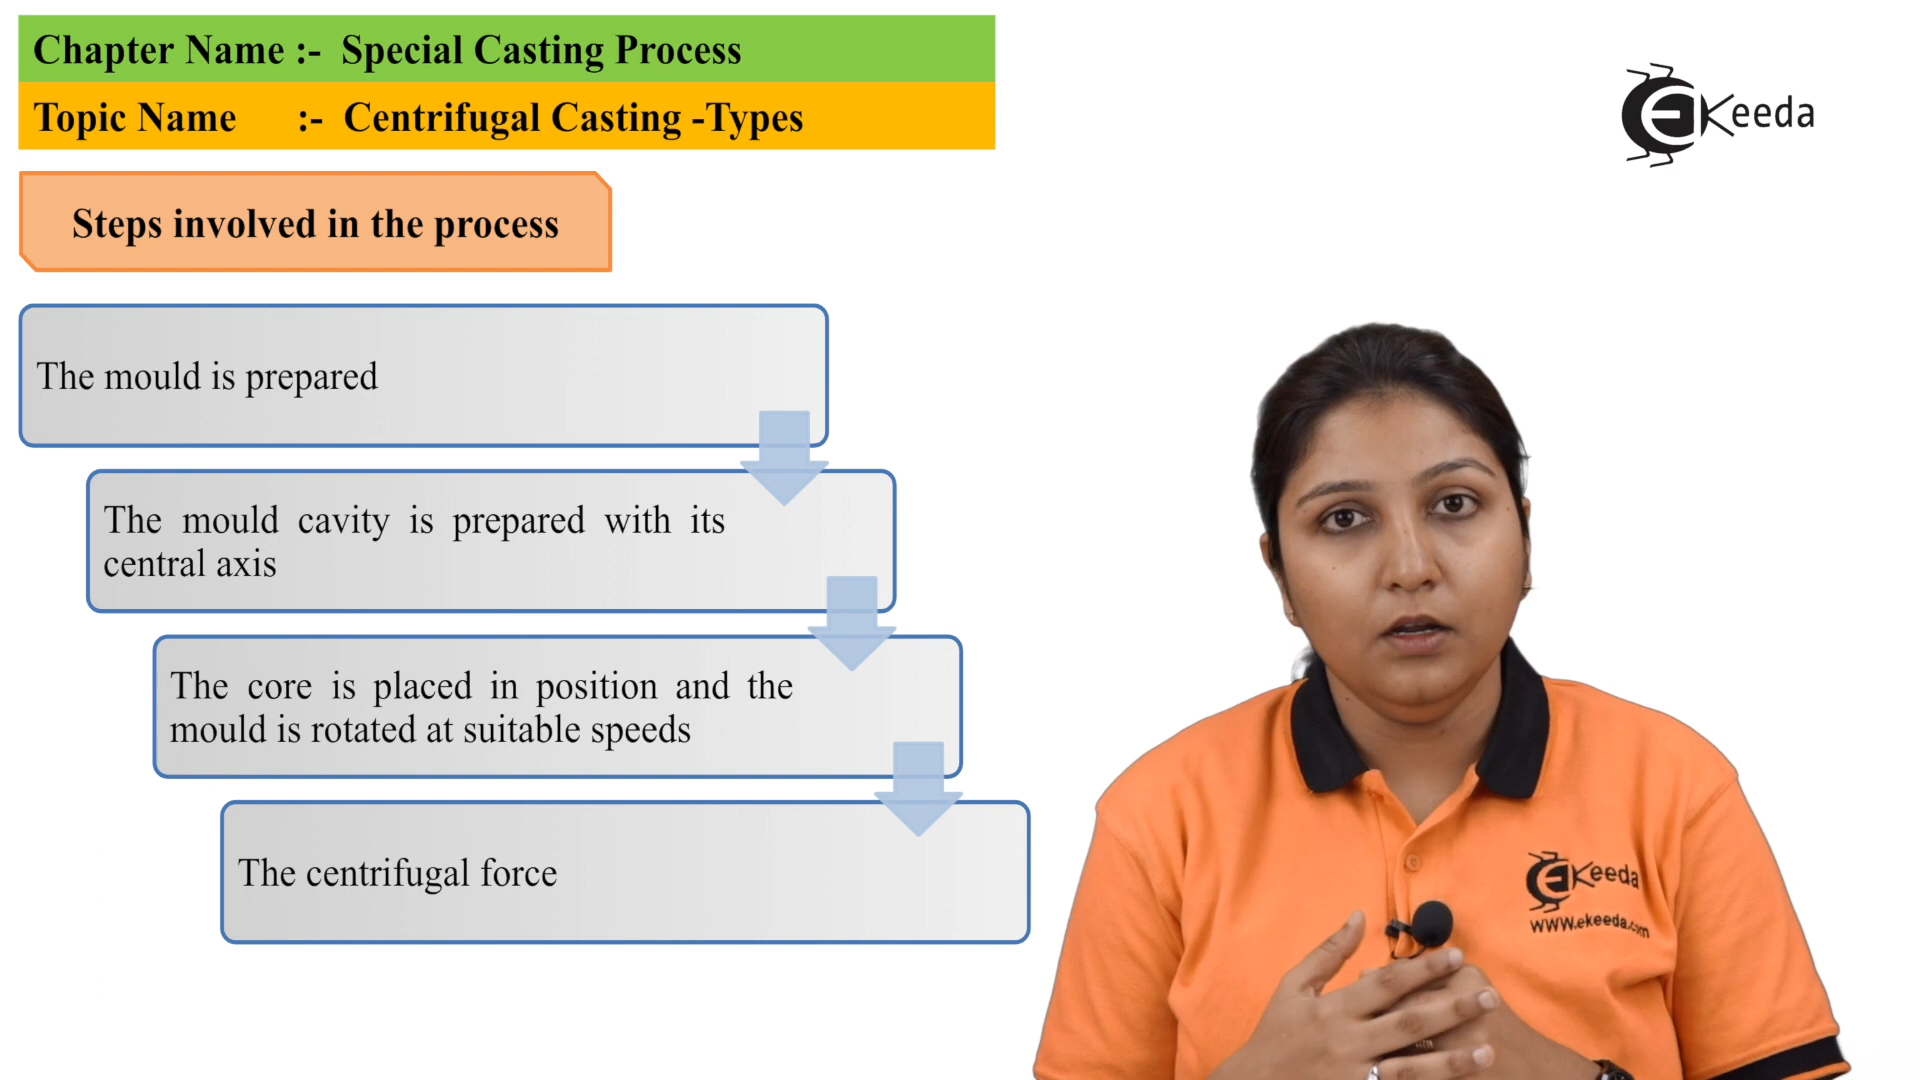 Chapter Name :- Special Casting Process
Topic Name :- Centrifugal Casting -Types
EKeeda
Steps involved in the process
The mould is prepared
The mould cavity is prepared with its
central axis
The core is placed in position and the
mould is rotated at suitable speeds
The centrifugal force
EKeeda
www.ekeeda.com